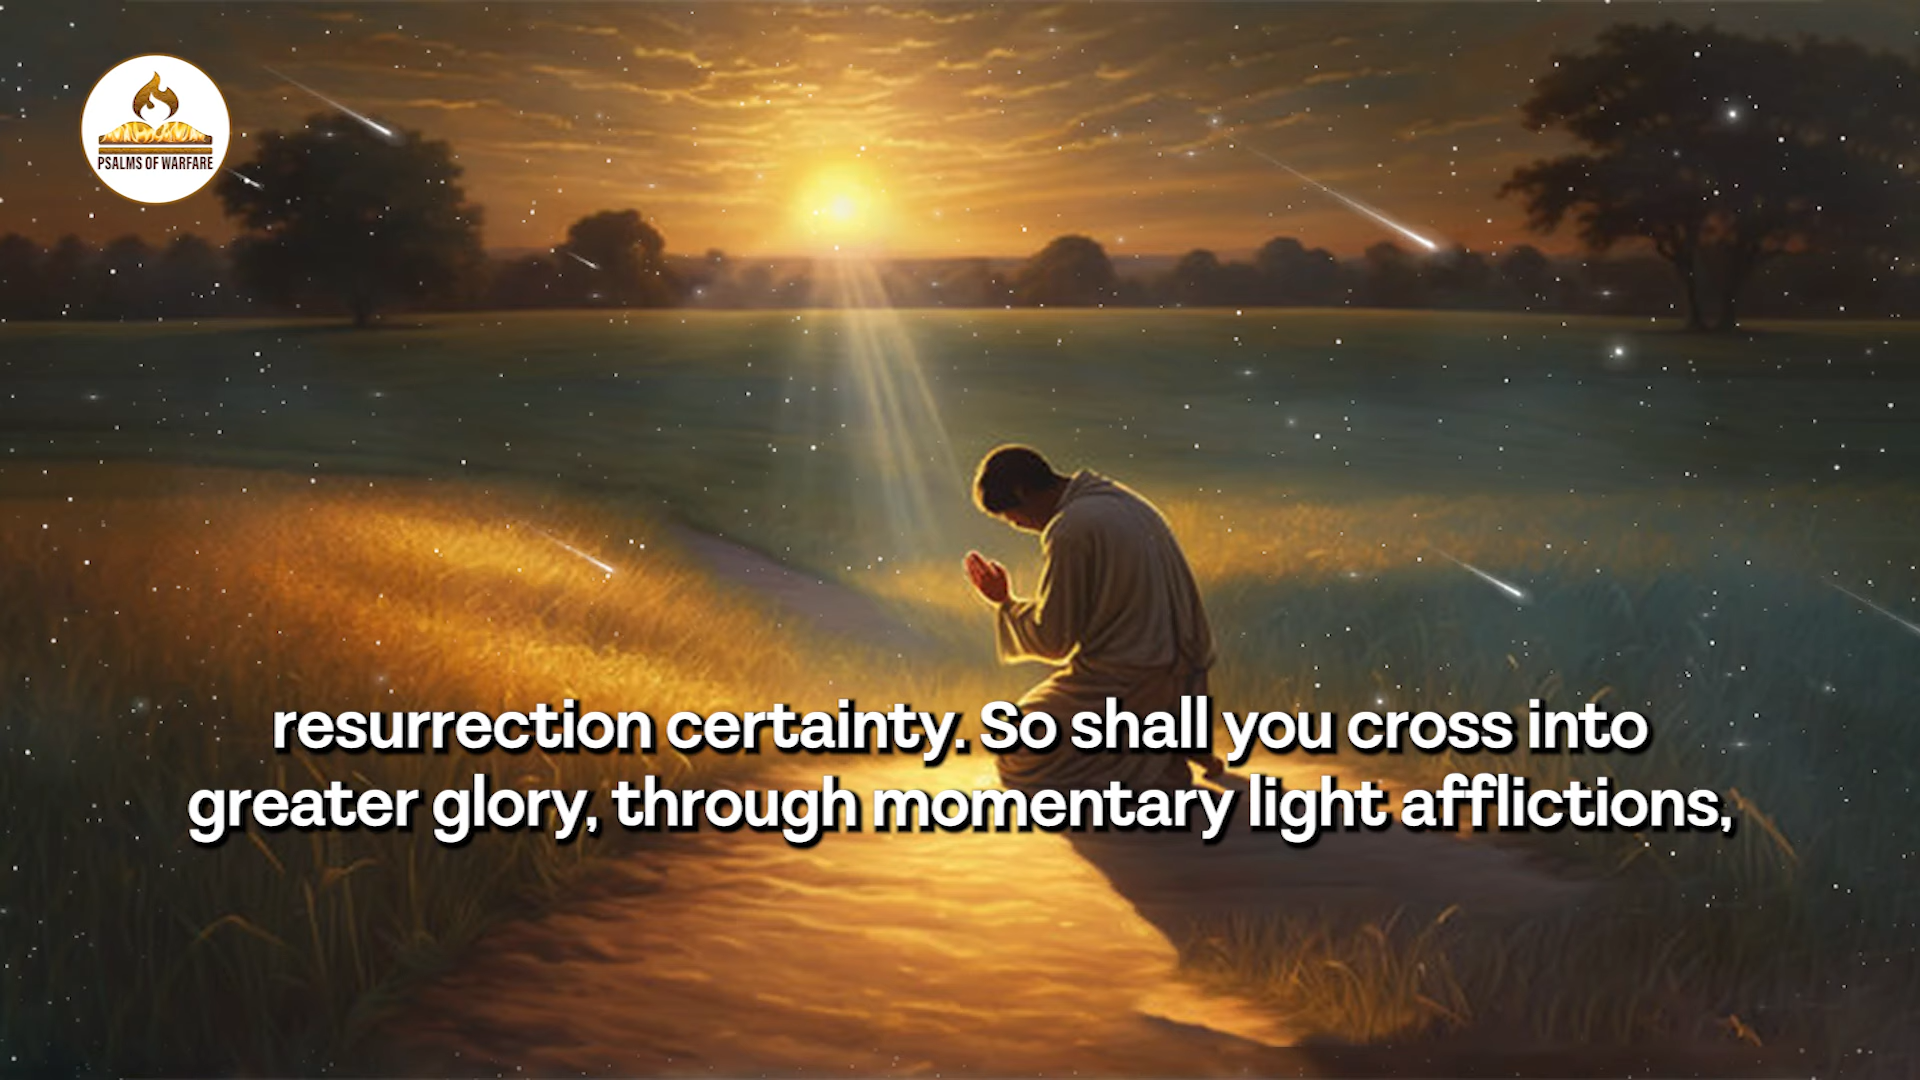 PSALMS OF WARFARE
resurrection certainty. So shall you cross into
greater glory, through momentary light afflictions,